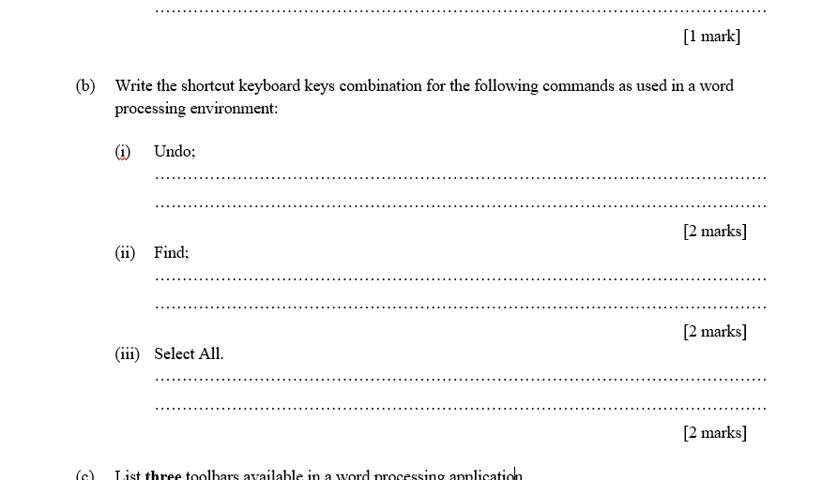 ................................................................................................................
[1 mark]
(b) Write the shortcut keyboard keys combination for the following commands as used in a word
processing environment:
(i) Undo;
................................................................................................................
................................................................................................................
[2 marks]
(ii) Find;
................................................................................................................
................................................................................................................
[2 marks]
(iii) Select All.
................................................................................................................
................................................................................................................
[2 marks]
(c) List three toolbars available in a word processing application